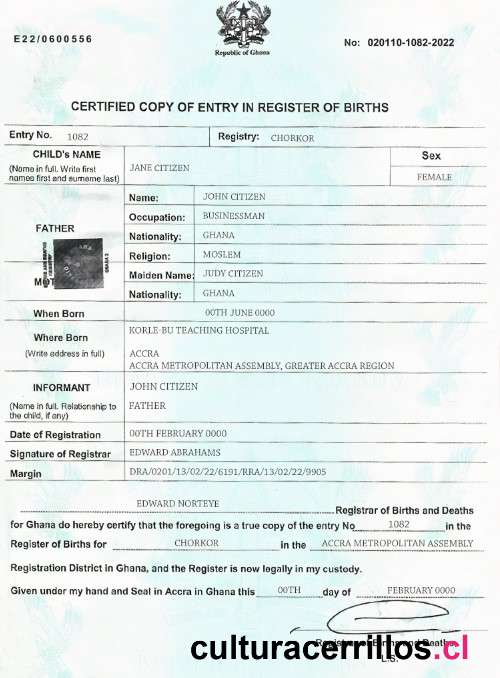 E22/0600556
Republic of Ghana
No: 020110-1082-2022
CERTIFIED COPY OF ENTRY IN REGISTER OF BIRTHS
Entry No. 1082 Registry: CHORKOR
CHILD's NAME
(Name in full. Write first
names first end surneme last)
JANE CITIZEN
Sex
FEMALE
FATHER
Name: JOHN CITIZEN
Occupation: BUSINESSMAN
Nationality: GHANA
Religion: MOSLEM
Maiden Name: JUDY CITIZEN
Nationality: GHANA
When Born 00TH JUNE 0000
Where Born
(Write address in full)
KORLE-BU TEACHING HOSPITAL
ACCRA
ACCRA METROPOLITAN ASSEMBLY, GREATER ACCRA REGION
INFORMANT JOHN CITIZEN
(Name in full. Relationship to
the child, if any)
FATHER
Date of Registration 00TH FEBRUARY 0000
Signature of Registrar EDWARD ABRAHAMS
Margin DRA/0201/13/02/22/6191/RRA/13/02/22/9905
EDWARD NORTEYE Registrar of Births and Deaths
for Ghana do hereby certify that the foregoing is a true copy of the entry No 1082 in the
Register of Births for CHORKOR in the ACCRA METROPOLITAN ASSEMBLY
Registration District in Ghana, and the Register is now legally in my custody.
Given under my hand and Seal in Accra in Ghana this 00TH day of FEBRUARY 0000
Registrar of Births and Deaths
L.S.
culturacerrillos.cl